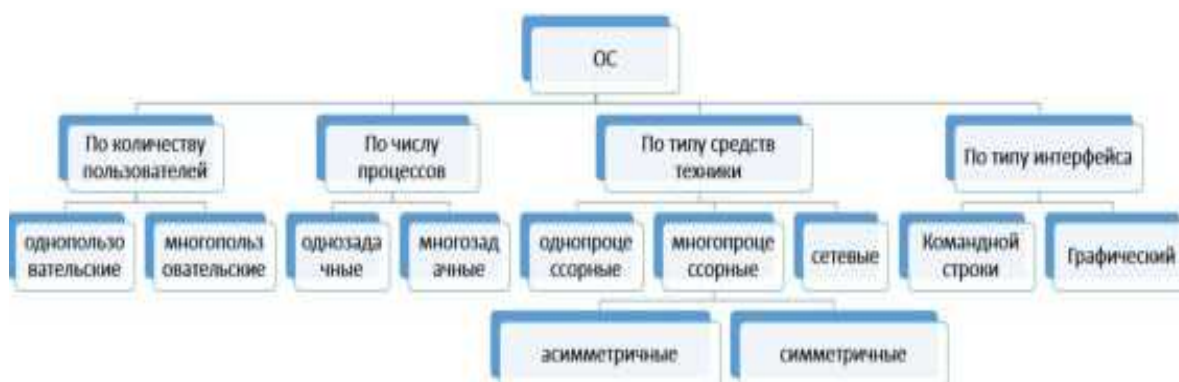 ОС
По количеству
пользователей
По числу
процессов
По типу средств
техники
По типу интерфейса
однопользо
вательские
многопольз
овательские
однозада
чные
многозад
ачные
однопроце
ссорные
многопроце
ссорные
сетевые
Командной
строки
Графический
асимметричные
симметричные